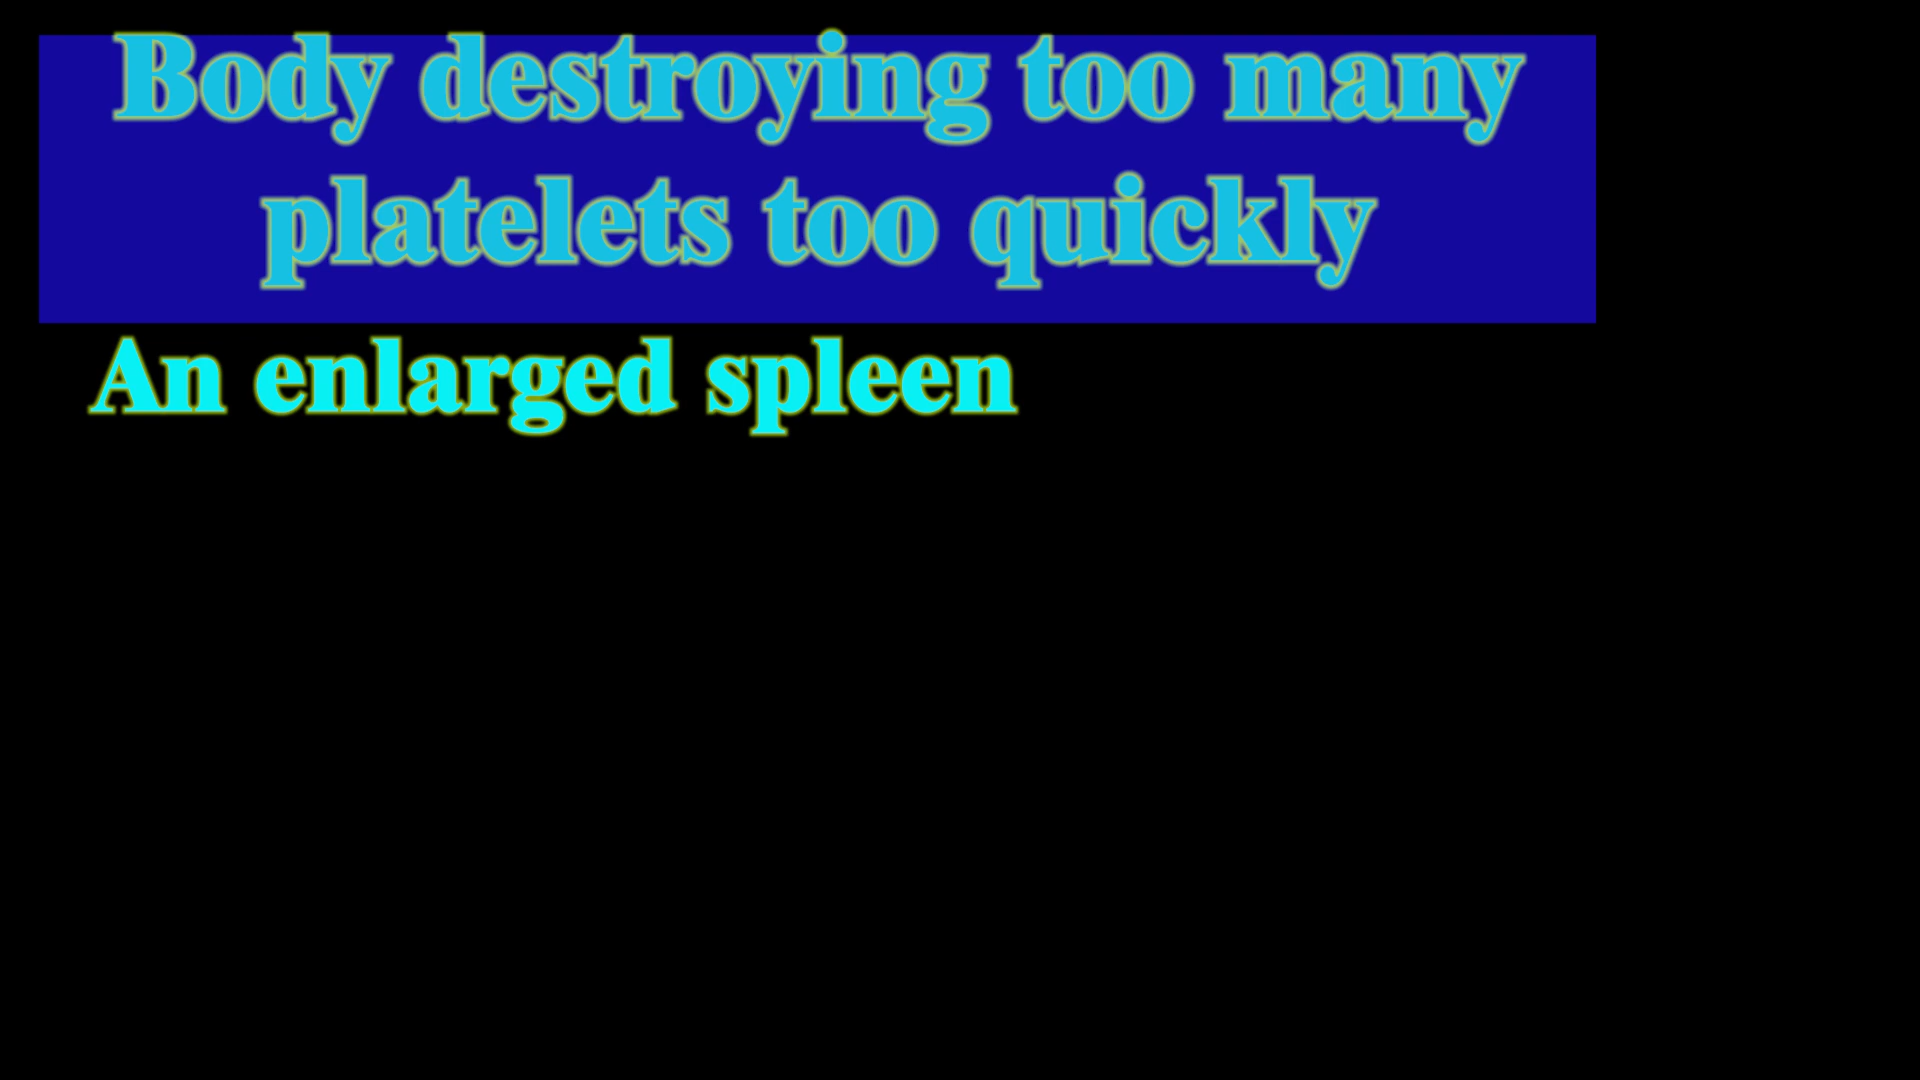 Body destroying too many
platelets too quickly
An enlarged spleen